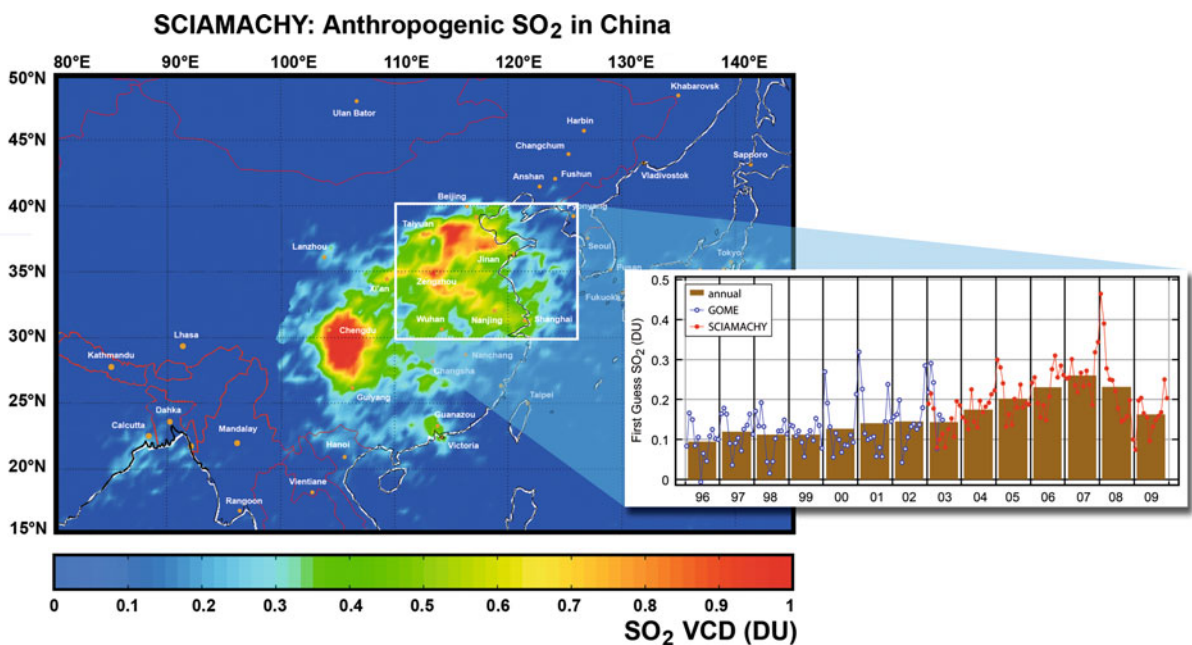 SCIAMACHY: Anthropogenic SO2 in China
80°E 90°E 100°E 110°E 120°E 130°E 140°E
50°N
45°N
40°N
35°N
30°N
25°N
20°N
15°N
Khabarovsk
Ulan Bator
Harbin
Changchum
Sapporo
Anshan Fushun
Vladivostok
Beijing
Pyonyang
Taiyuan
Seoul
Lanzhou
Jinan
Tokyo
Pusan
Xi'an
Zengshou
Fukuoka
Wuhan
Nanjing
Shanghai
Chengdu
Lhasa
Nanchang
Kathmandu
Changsha
Guiyang
Taipei
Dahka
Guanazou
Calcutta
Mandalay
Hanoi
Victoria
Vientiane
Rangoon
First Guess SO2 (DU)
0.5
0.4
0.3
0.2
0.1
0
annual
GOME
SCIAMACHY
96 97 98 99 00 01 02 03 04 05 06 07 08 09
0 0.1 0.2 0.3 0.4 0.5 0.6 0.7 0.8 0.9 1
SO2 VCD (DU)